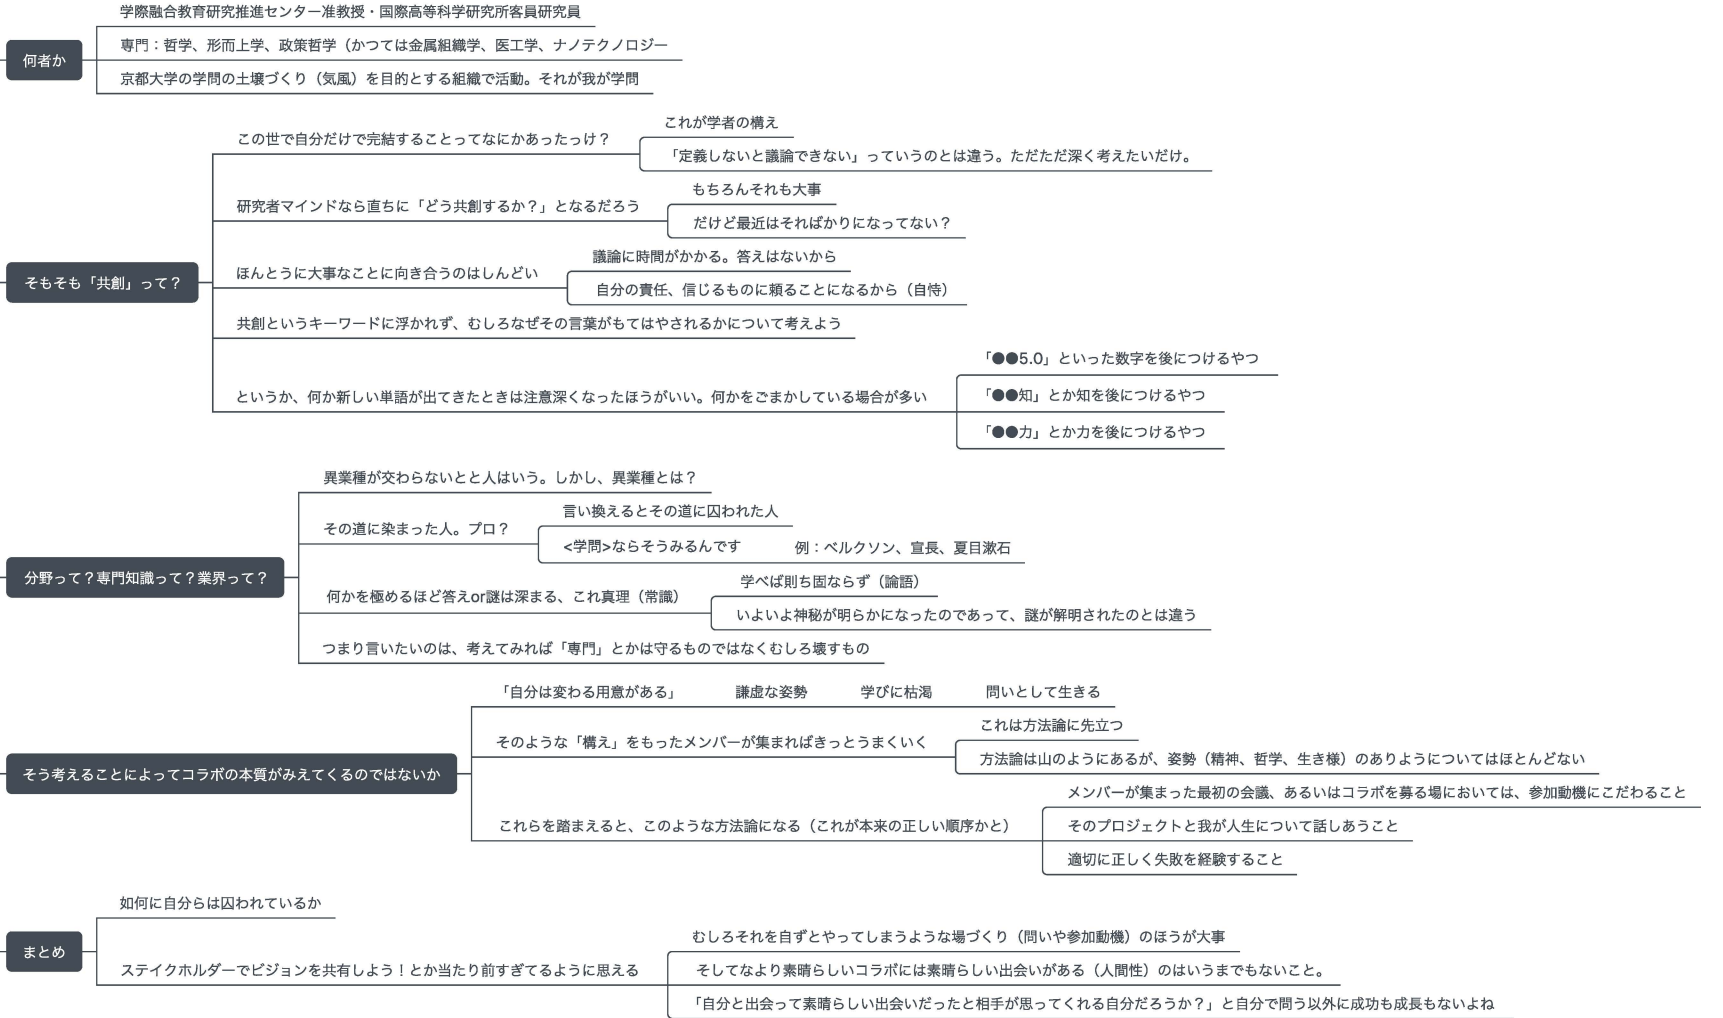 何者か
学際融合教育研究推進センター准教授・国際高等科学研究所客員研究員
専門：哲学、形而上学、政策哲学（かつては金属組織学、医工学、ナノテクノロジー
京都大学の学問の土壌づくり（気風）を目的とする組織で活動。それが我が学問
そもそも「共創」って？
この世で自分だけで完結することってなにかあったっけ？
これが学者の構え
「定義しないと議論できない」っていうのとは違う。ただただ深く考えたいだけ。
研究者マインドなら直ちに「どう共創するか？」となるだろう
もちろんそれも大事
だけど最近はそればかりになってない？
ほんとうに大事なことに向き合うのはしんどい
議論に時間がかかる。答えはないから
自分の責任、信じるものに頼ることになるから（自恃）
共創というキーワードに浮かれず、むしろなぜその言葉がもてはやされるかについて考えよう
というか、何か新しい単語が出てきたときは注意深くなったほうがいい。何かをごまかしている場合が多い
「●●5.0」といった数字を後につけるやつ
「●●知」とか知を後につけるやつ
「●●力」とか力を後につけるやつ
分野って？専門知識って？業界って？
異業種が交わらないとと人はいう。しかし、異業種とは？
その道に染まった人。プロ？
言い換えるとその道に囚われた人
<学問>ならそうみるんです
例：ベルクソン、宣長、夏目漱石
何かを極めるほど答えor謎は深まる、これ真理（常識）
学べば則ち固ならず（論語）
いよいよ神秘が明らかになったのであって、謎が解明されたのとは違う
つまり言いたいのは、考えてみれば「専門」とかは守るものではなくむしろ壊すもの
そう考えることによってコラボの本質がみえてくるのではないか
「自分は変わる用意がある」
謙虚な姿勢
学びに枯渇
問いとして生きる
そのような「構え」をもったメンバーが集まればきっとうまくいく
これは方法論に先立つ
方法論は山のようにあるが、姿勢（精神、哲学、生き様）のありようについてはほとんどない
これらを踏まえると、このような方法論になる（これが本来の正しい順序かと）
メンバーが集まった最初の会議、あるいはコラボを募る場においては、参加動機にこだわること
そのプロジェクトと我が人生について話しあうこと
適切に正しく失敗を経験すること
まとめ
如何に自分らは囚われているか
ステイクホルダーでビジョンを共有しよう！とか当たり前すぎてるように思える
むしろそれを自ずとやってしまうような場づくり（問いや参加動機）のほうが大事
そしてなより素晴らしいコラボには素晴らしい出会いがある（人間性）のはいうまでもないこと。
「自分と出会って素晴らしい出会いだったと相手が思ってくれる自分だろうか？」と自分で問う以外に成功も成長もないよね